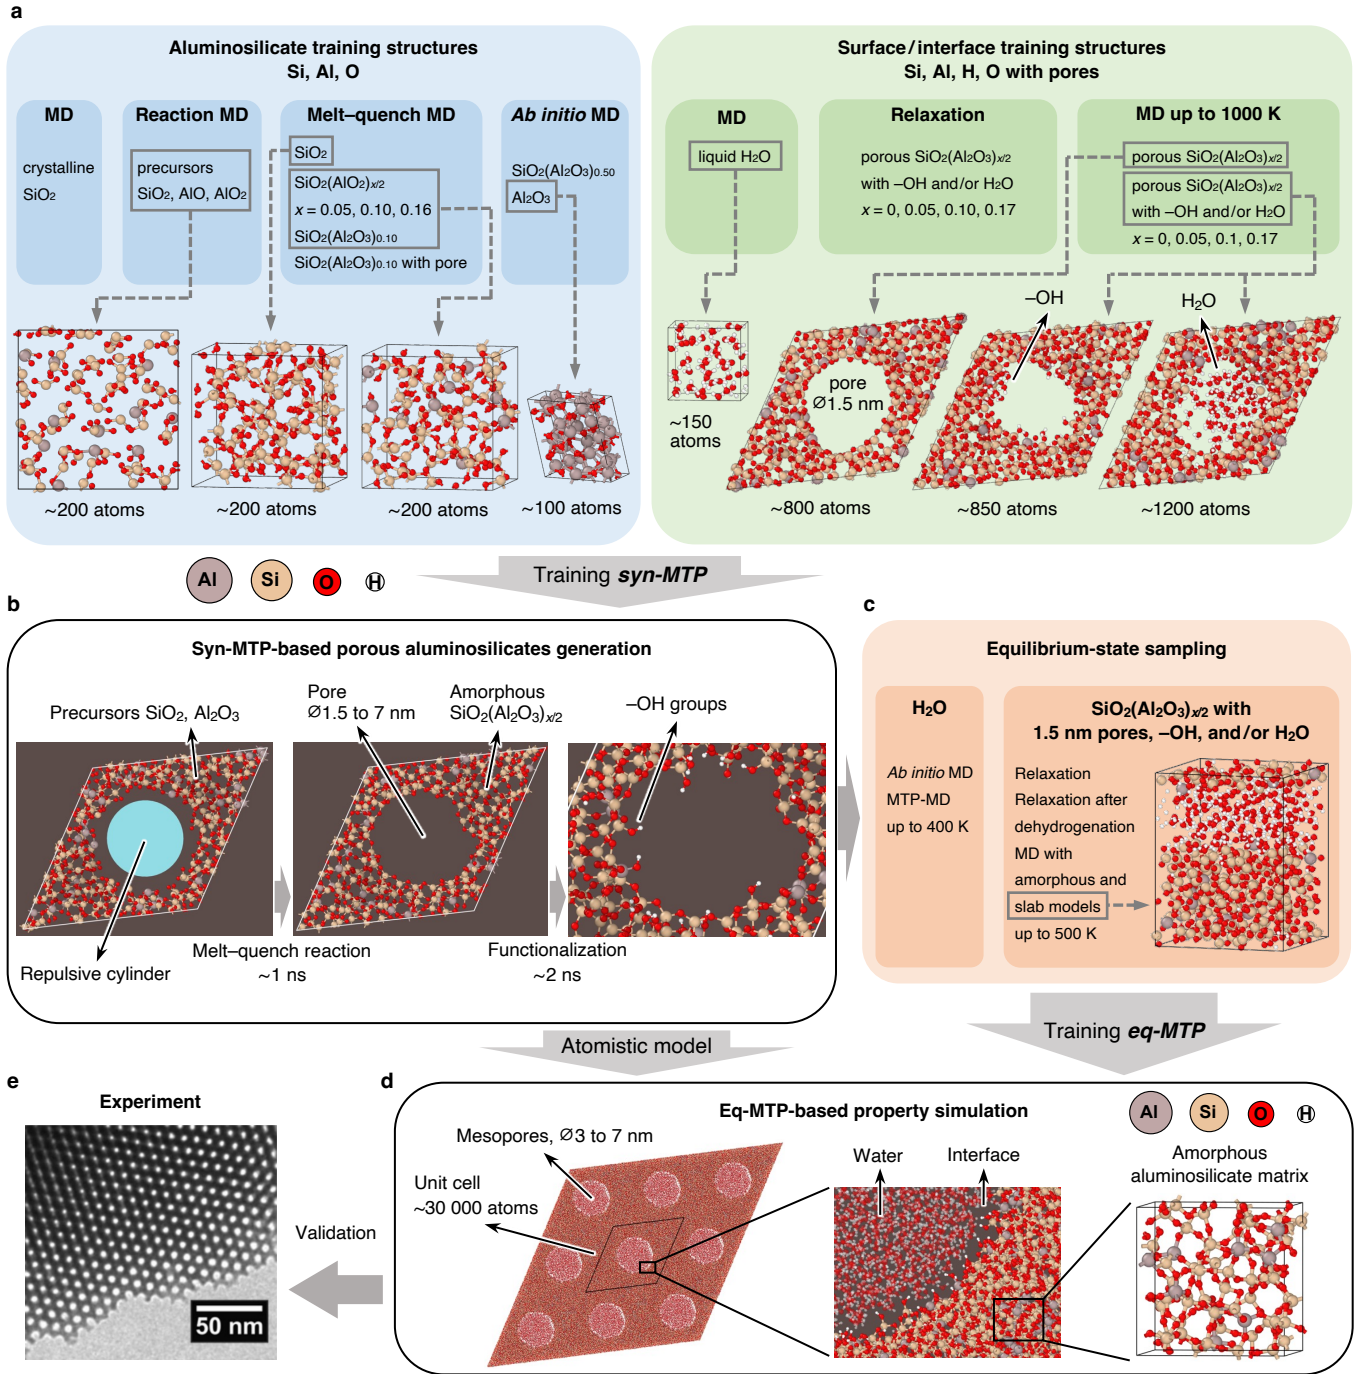 a
Aluminosilicate training structures
Si, Al, O
MD
crystalline
SiO₂
Reaction MD
precursors
SiO₂, AlO, AlO₂
Melt–quench MD
SiO₂
SiO₂(AlO₂)x/2
x = 0.05, 0.10, 0.16
SiO₂(Al₂O₃)0.10
SiO₂(Al₂O₃)0.10 with pore
Ab initio MD
SiO₂(Al₂O₃)0.50
Al₂O₃
~200 atoms
~200 atoms
~200 atoms
~100 atoms
Surface/interface training structures
Si, Al, H, O with pores
MD
liquid H₂O
Relaxation
porous SiO₂(Al₂O₃)x/2
with –OH and/or H₂O
x = 0, 0.05, 0.10, 0.17
MD up to 1000 K
porous SiO₂(Al₂O₃)x/2
porous SiO₂(Al₂O₃)x/2
with –OH and/or H₂O
x = 0, 0.05, 0.1, 0.17
–OH
H₂O
pore
Ø1.5 nm
~150
atoms
~800 atoms
~850 atoms
~1200 atoms
Al
Si
O
H
Training syn-MTP
b
Syn-MTP-based porous aluminosilicates generation
Precursors SiO₂, Al₂O₃
Pore
Ø1.5 to 7 nm
Amorphous
SiO₂(Al₂O₃)x/2
–OH groups
Repulsive cylinder
Melt–quench reaction
~1 ns
Functionalization
~2 ns
c
Equilibrium-state sampling
H₂O
Ab initio MD
MTP-MD
up to 400 K
SiO₂(Al₂O₃)x/2 with
1.5 nm pores, –OH, and/or H₂O
Relaxation
Relaxation after
dehydrogenation
MD with
amorphous and
slab models
up to 500 K
Atomistic model
Training eq-MTP
e
Experiment
50 nm
Validation
d
Eq-MTP-based property simulation
Al
Si
O
H
Mesopores, Ø3 to 7 nm
Unit cell
~30 000 atoms
Water
Interface
Amorphous
aluminosilicate matrix